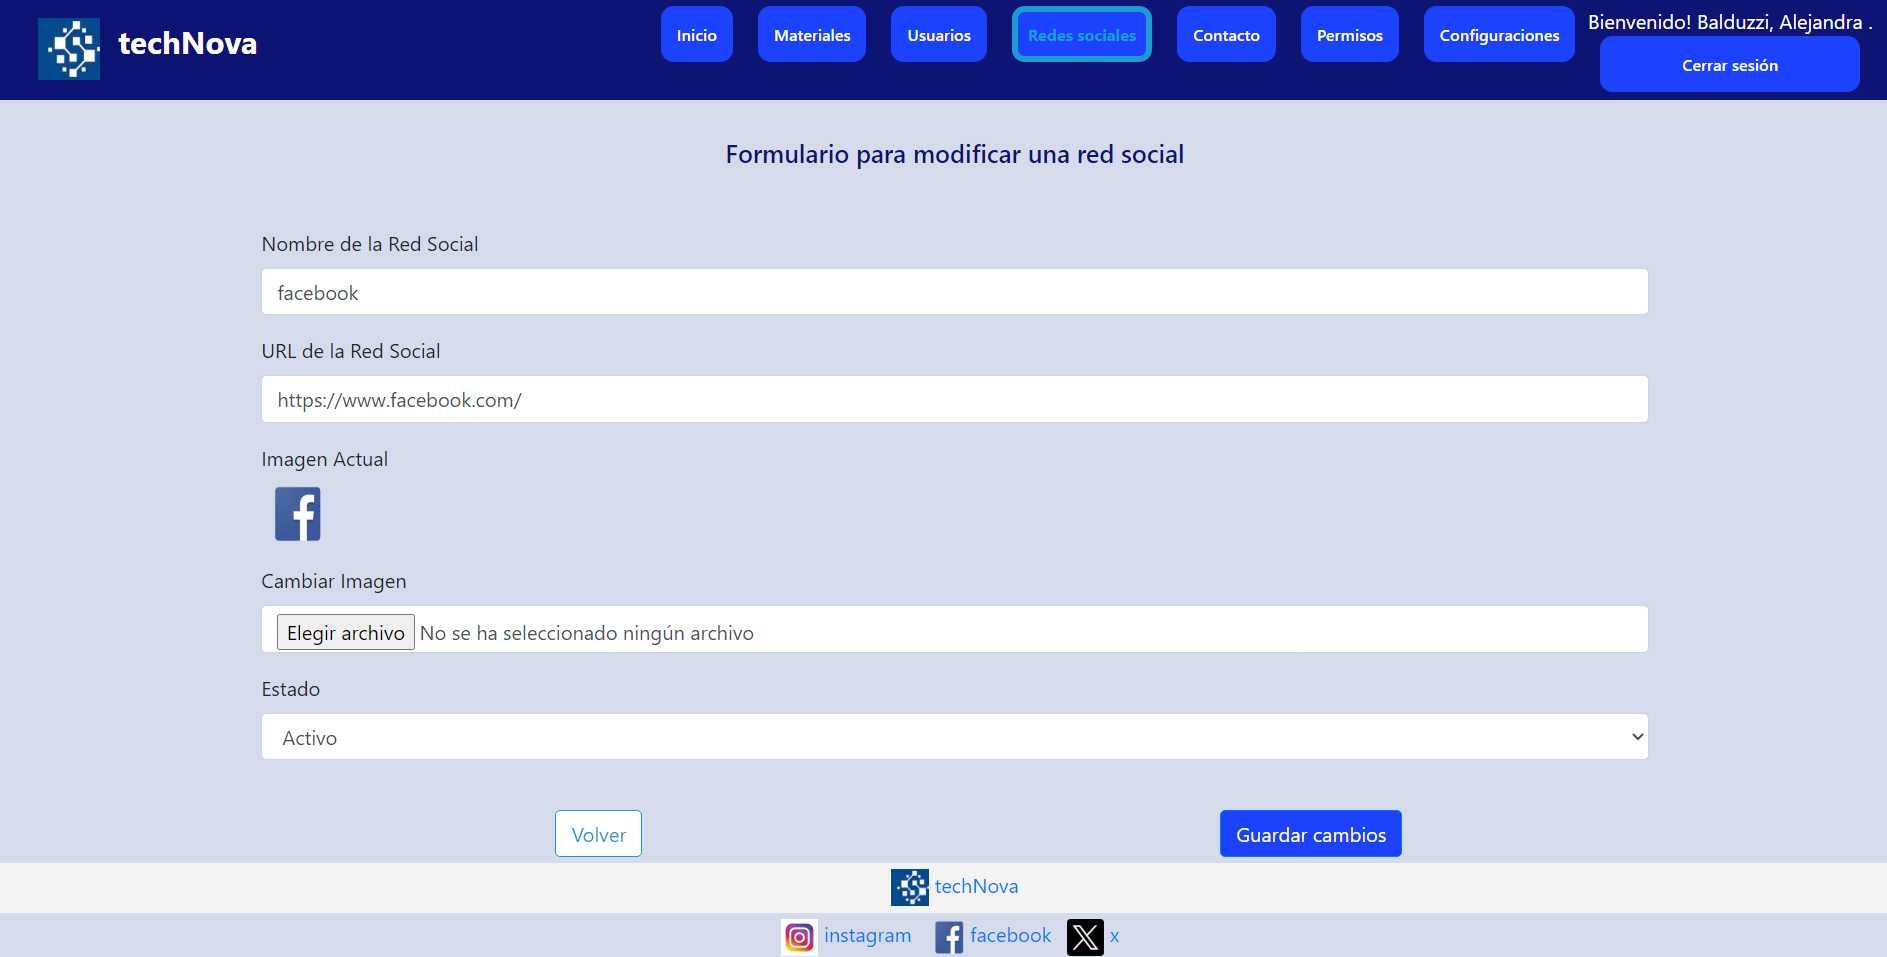 techNova
Inicio
Materiales
Usuarios
Redes sociales
Contacto
Permisos
Configuraciones
Bienvenido! Balduzzi, Alejandra .
Cerrar sesión
Formulario para modificar una red social
Nombre de la Red Social
facebook
URL de la Red Social
https://www.facebook.com/
Imagen Actual
Cambiar Imagen
Elegir archivo No se ha seleccionado ningún archivo
Estado
Activo
Volver
Guardar cambios
techNova
instagram
facebook
x